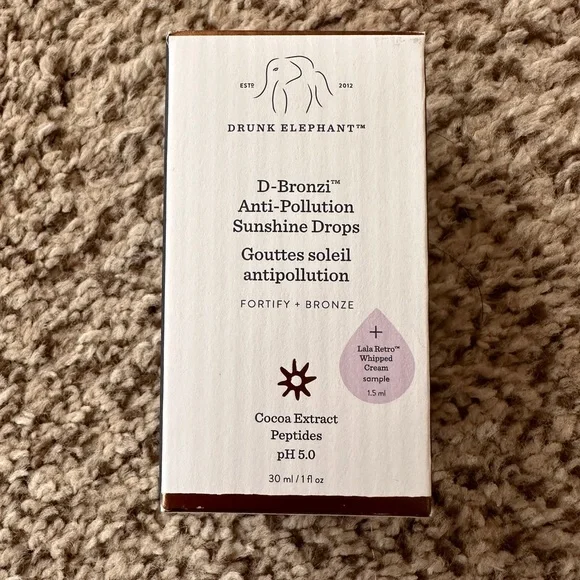 ESTD 2012
DRUNK ELEPHANT™
D-Bronzi™
Anti-Pollution
Sunshine Drops
Gouttes soleil
antipollution
FORTIFY + BRONZE
+
Lala Retro™
Whipped
Cream
sample
1.5 ml
Cocoa Extract
Peptides
pH 5.0
30 ml / 1 fl oz